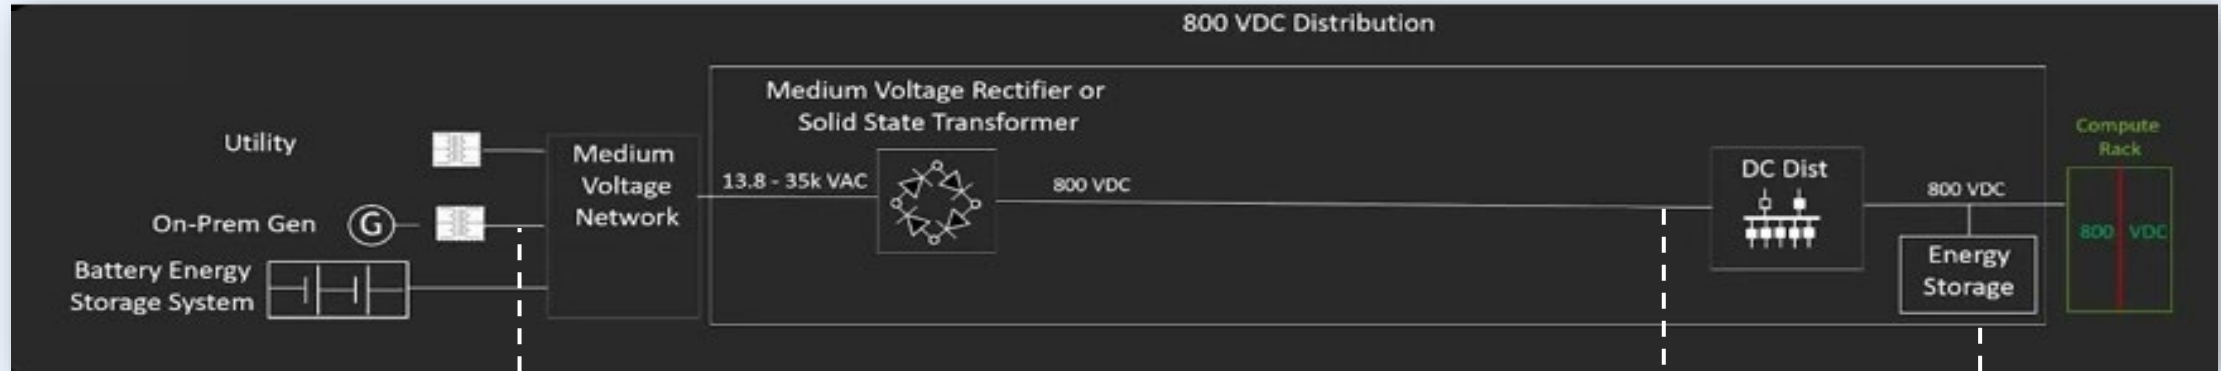 800 VDC Distribution
Medium Voltage Rectifier or
Solid State Transformer
Utility
On-Prem Gen
G
Battery Energy
Storage System
Medium
Voltage
Network
13.8 - 35k VAC
800 VDC
DC Dist
800 VDC
Energy
Storage
Compute
Rack
800 VDC